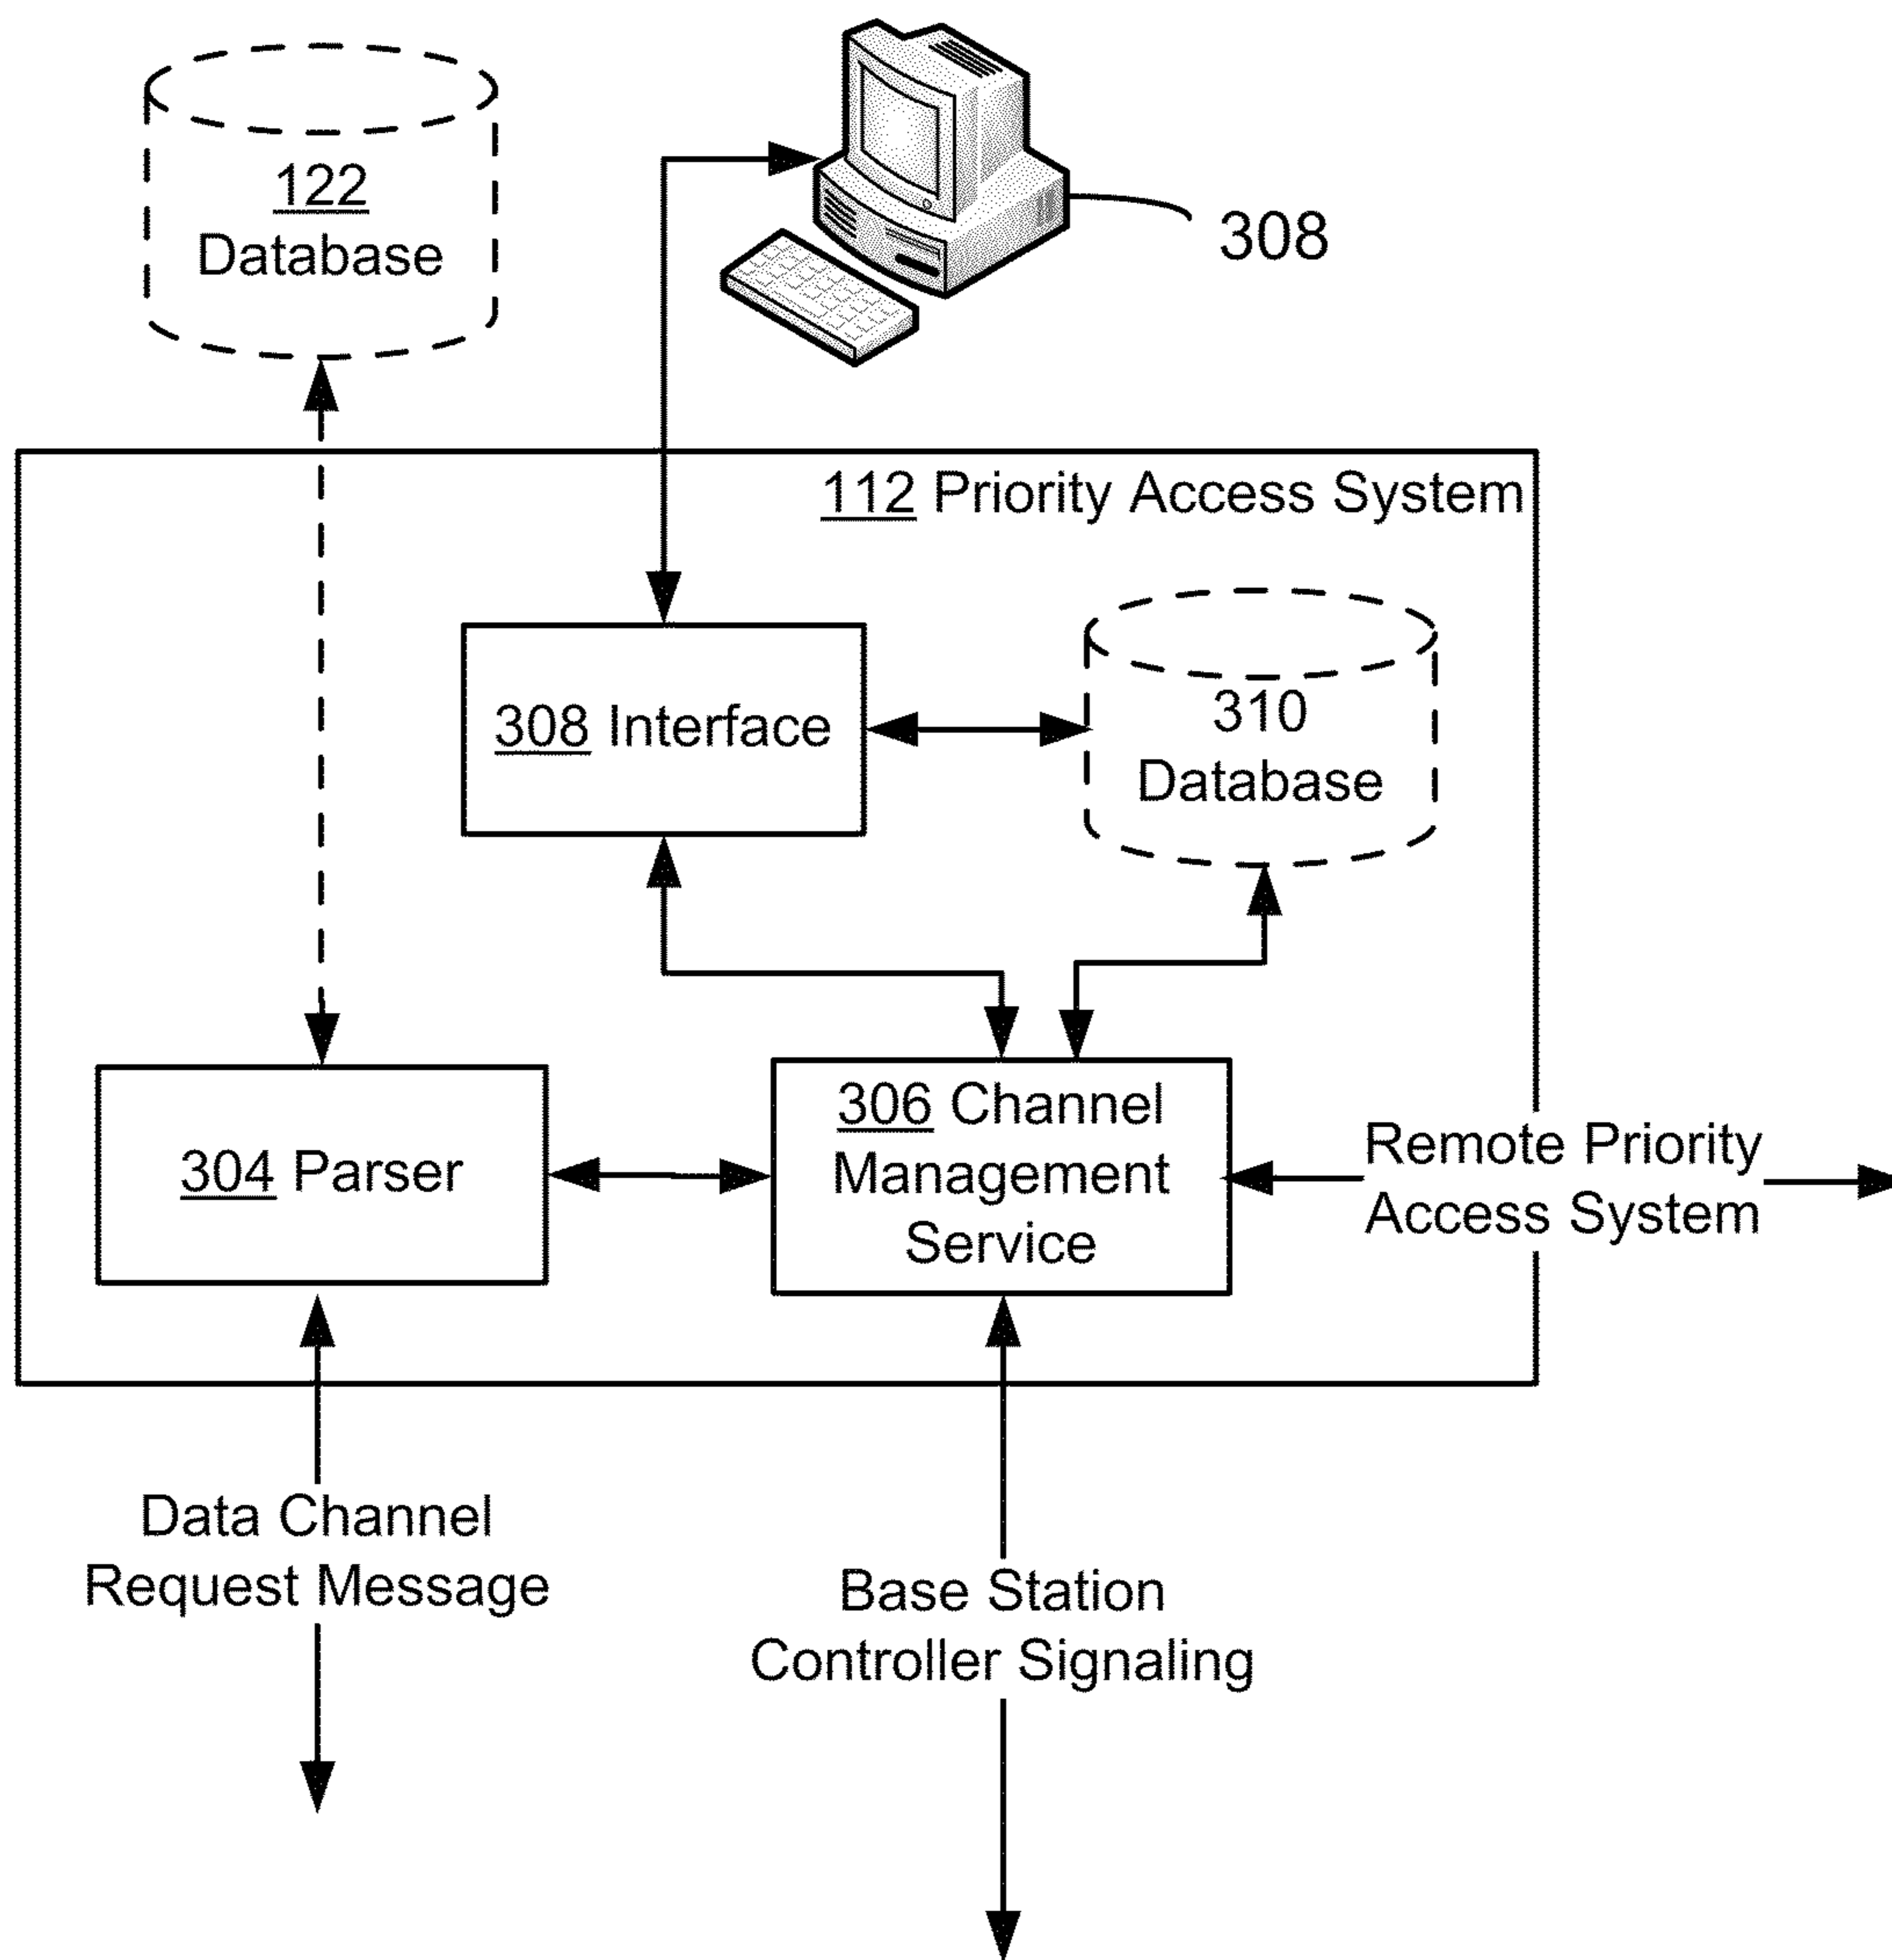 122
Database
308
112 Priority Access System
308 Interface
310
Database
304 Parser
306 Channel
Management
Service
Remote Priority
Access System
Data Channel
Request Message
Base Station
Controller Signaling